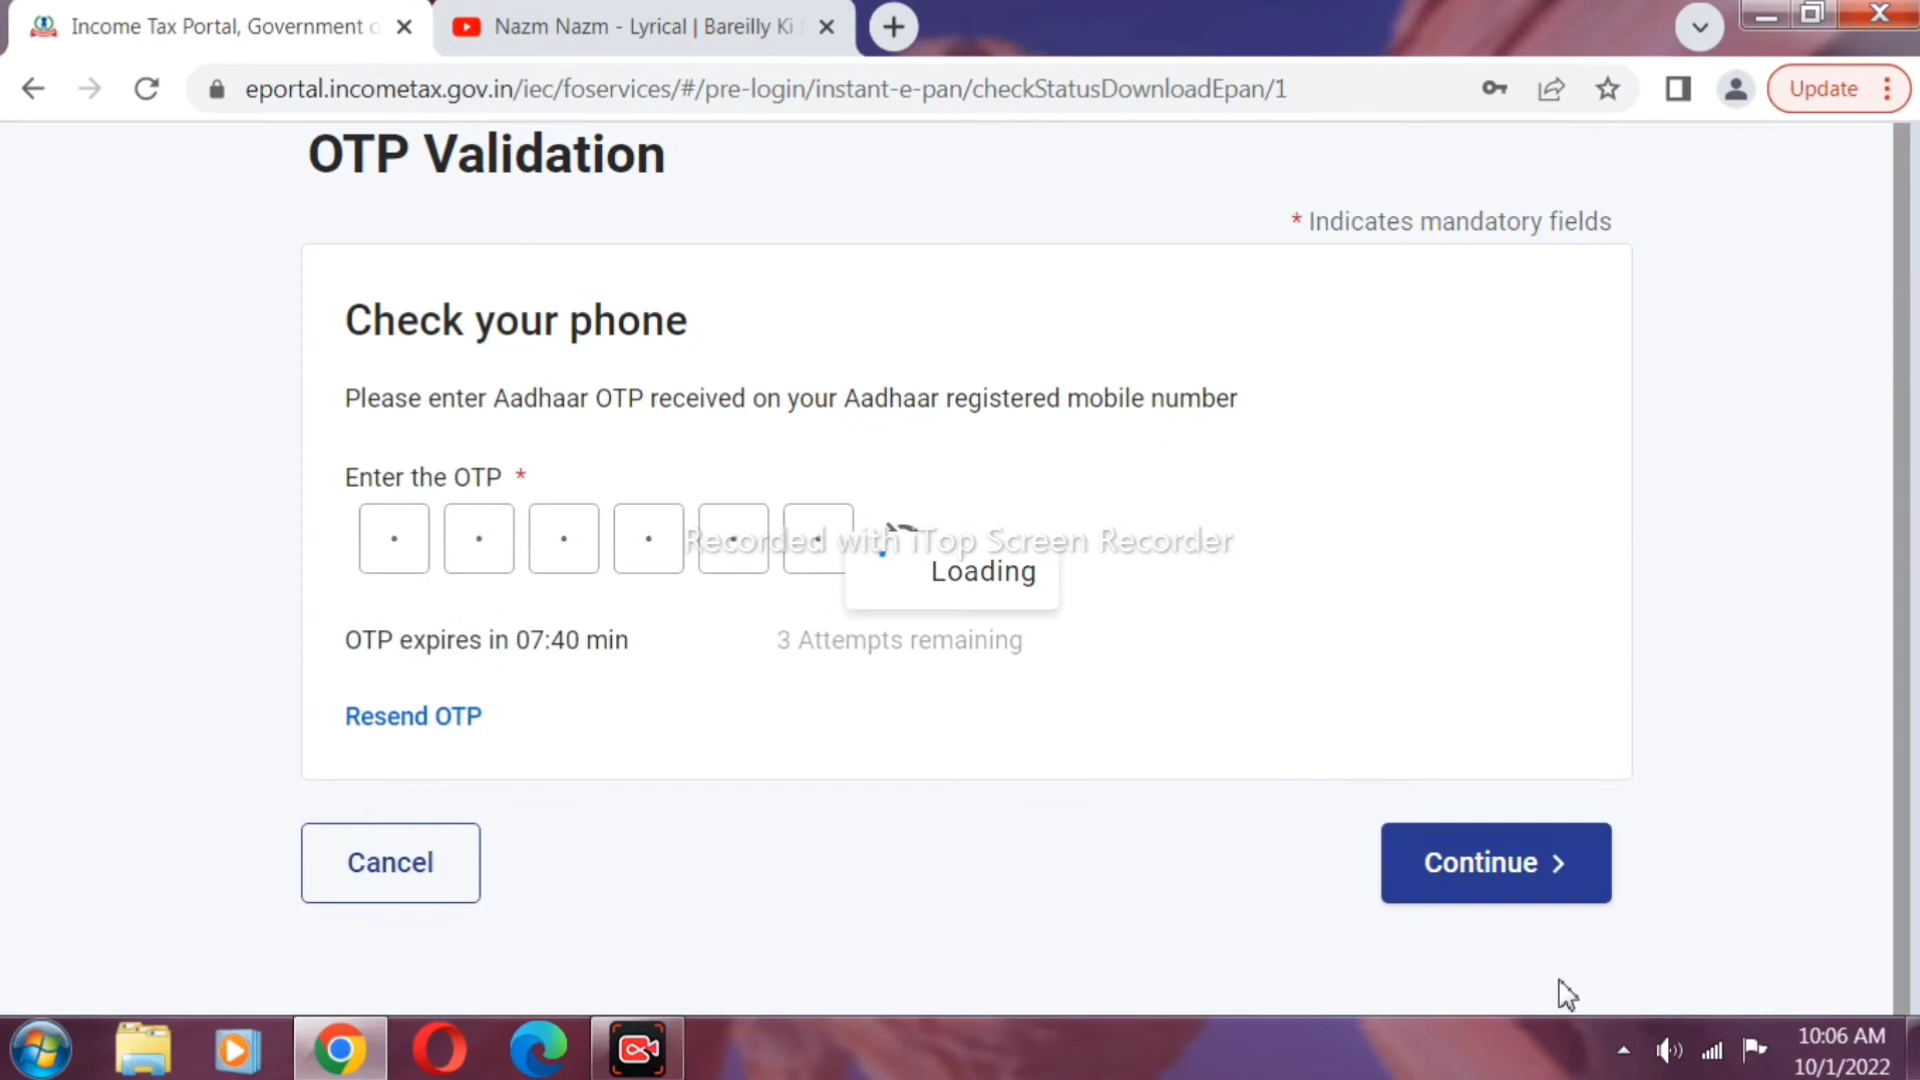 Income Tax Portal, Government o
Nazm Nazm - Lyrical | Bareilly Ki
eportal.incometax.gov.in/iec/foservices/#/pre-login/instant-e-pan/checkStatusDownloadEpan/1
Update
OTP Validation
* Indicates mandatory fields
Check your phone
Please enter Aadhaar OTP received on your Aadhaar registered mobile number
Enter the OTP *
Recorded with iTop Screen Recorder
Loading
OTP expires in 07:40 min
3 Attempts remaining
Resend OTP
Cancel
Continue >
10:06 AM
10/1/2022